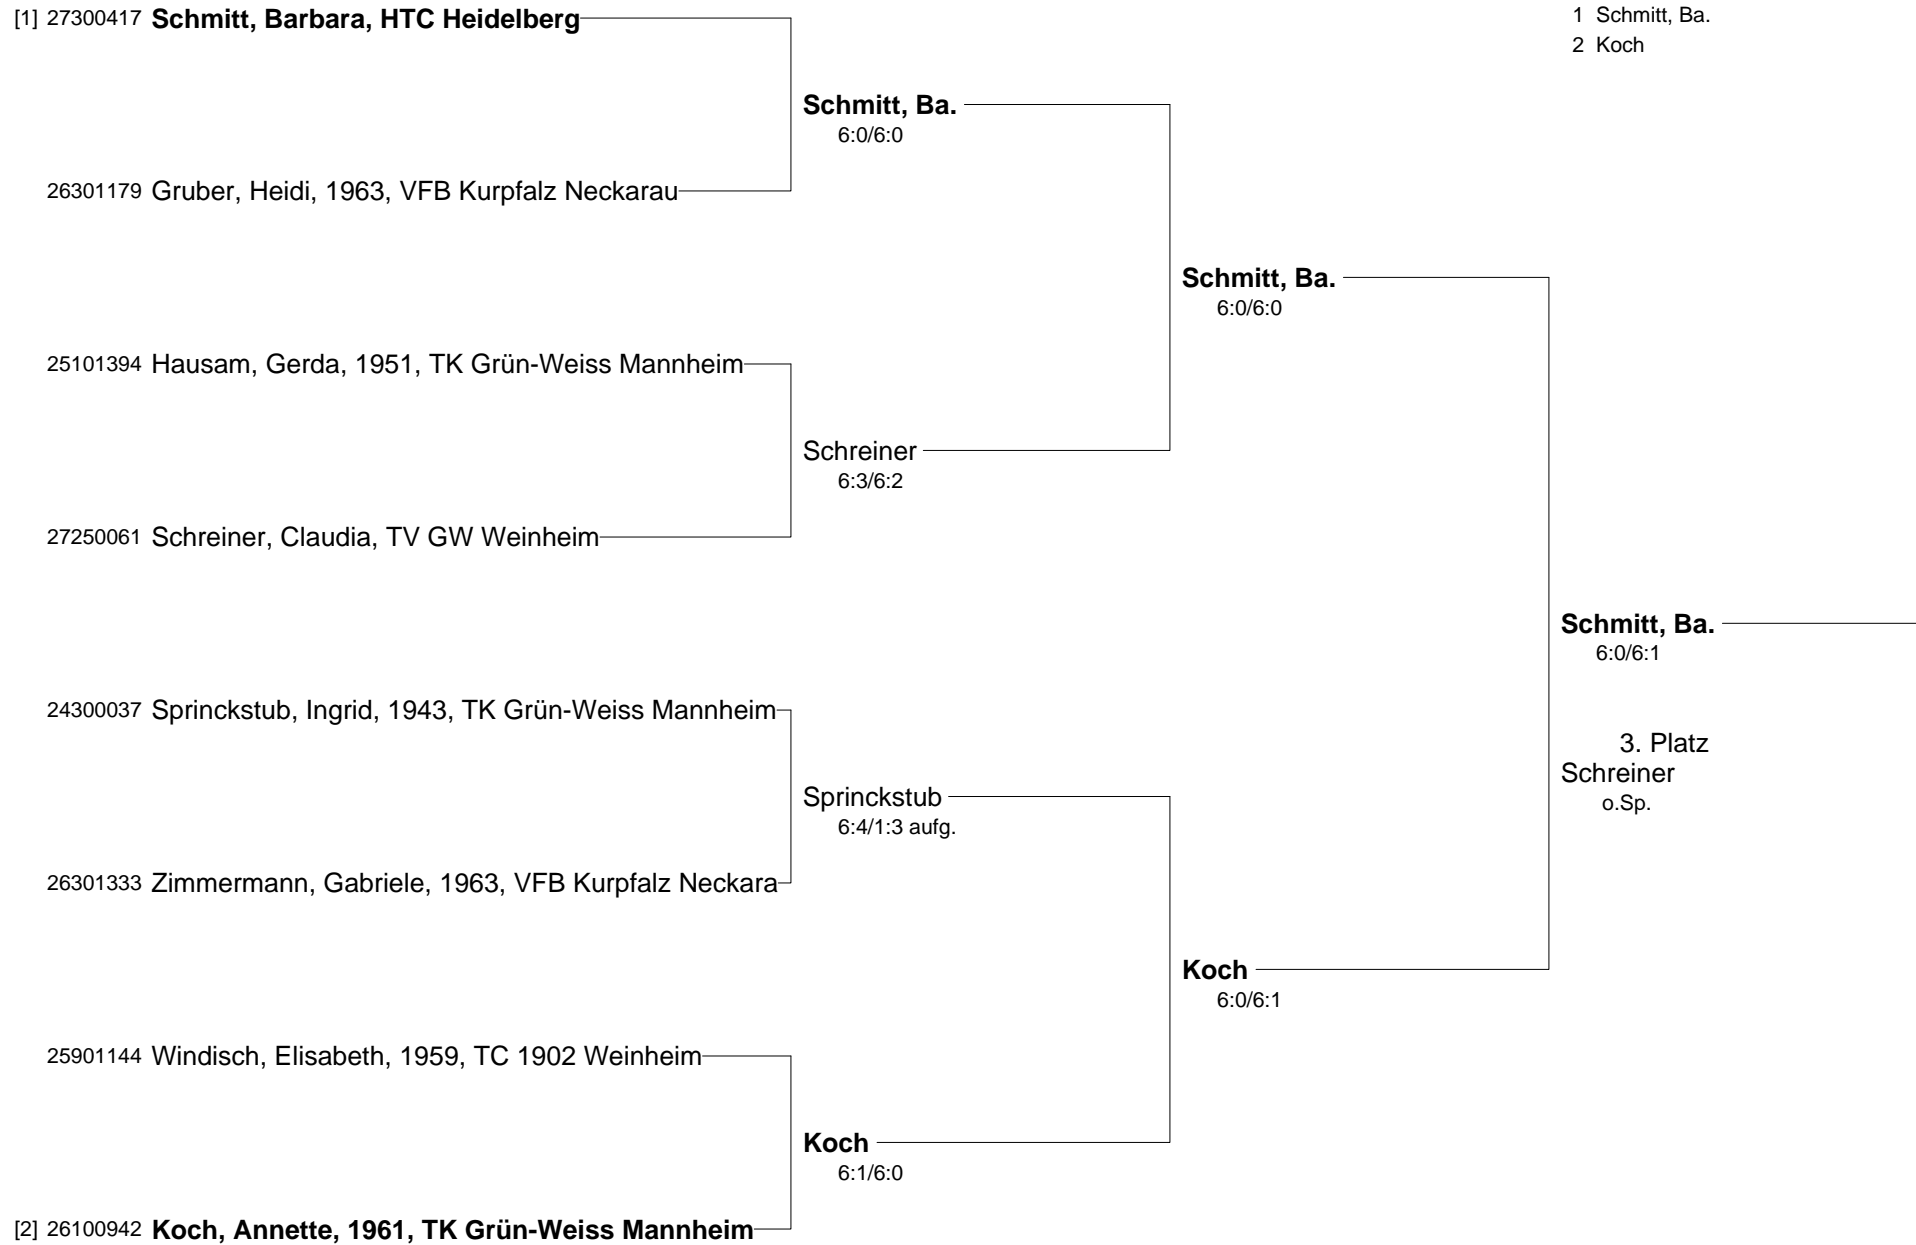 [1] 27300417 Schmitt, Barbara, HTC Heidelberg
1 Schmitt, Ba.
2 Koch
Schmitt, Ba.
6:0/6:0
26301179 Gruber, Heidi, 1963, VFB Kurpfalz Neckarau
Schmitt, Ba.
6:0/6:0
25101394 Hausam, Gerda, 1951, TK Grün-Weiss Mannheim
Schreiner
6:3/6:2
27250061 Schreiner, Claudia, TV GW Weinheim
Schmitt, Ba.
6:0/6:1
24300037 Sprinckstub, Ingrid, 1943, TK Grün-Weiss Mannheim
3. Platz
Schreiner
o.Sp.
Sprinckstub
6:4/1:3 aufg.
26301333 Zimmermann, Gabriele, 1963, VFB Kurpfalz Neckara
Koch
6:0/6:1
25901144 Windisch, Elisabeth, 1959, TC 1902 Weinheim
Koch
6:1/6:0
[2] 26100942 Koch, Annette, 1961, TK Grün-Weiss Mannheim